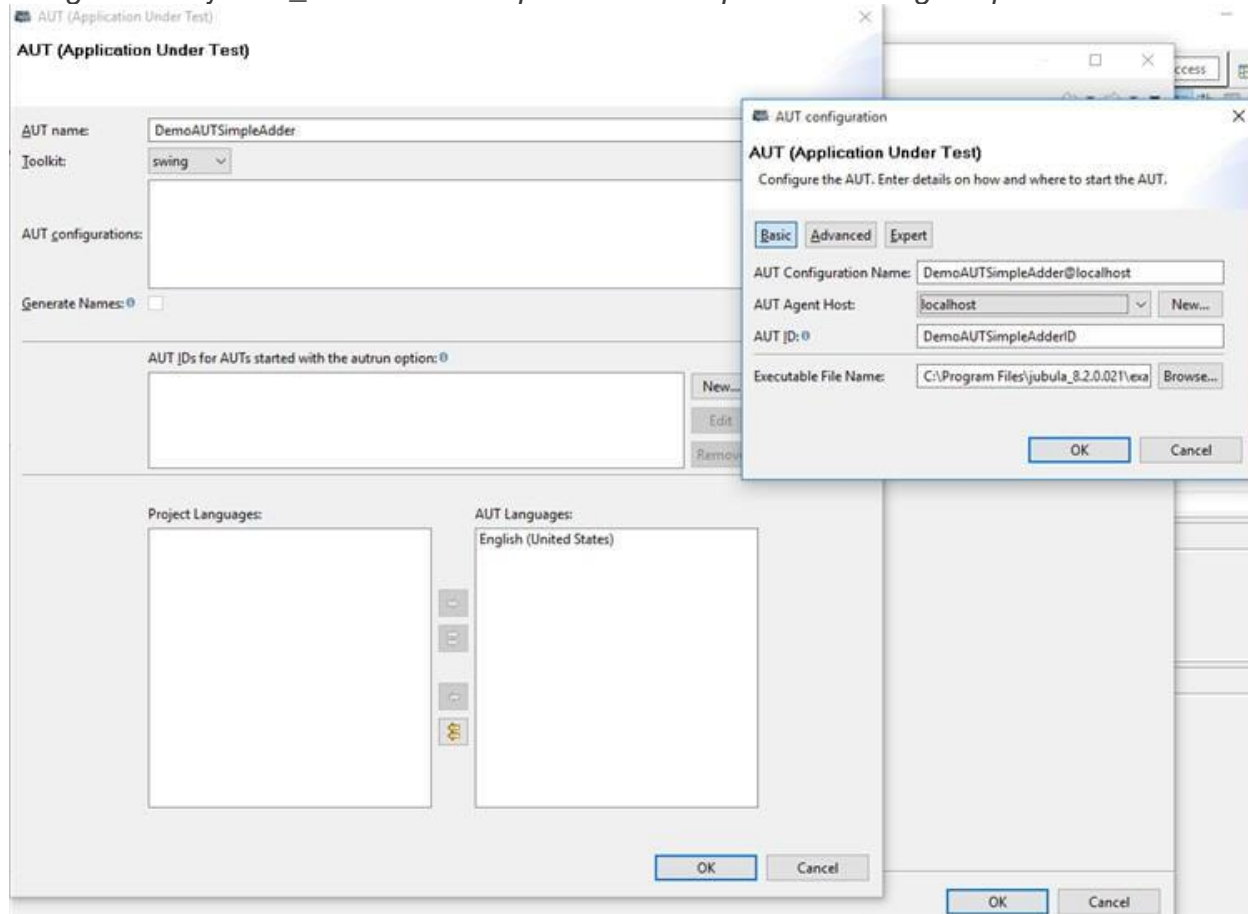 AUT (Application Under Test)
AUT (Application Under Test)
AUT name:
DemoAUTSimpleAdder
Toolkit:
swing
AUT configurations:
Generate Names:
AUT IDs for AUTs started with the autrun option:
New...
Edit
Remov
Project Languages:
AUT Languages:
English (United States)
OK
Cancel
ccess
AUT configuration
AUT (Application Under Test)
Configure the AUT. Enter details on how and where to start the AUT.
Basic
Advanced
Expert
AUT Configuration Name:
DemoAUTSimpleAdder@localhost
AUT Agent Host:
localhost
New...
AUT ID:
DemoAUTSimpleAdderID
Executable File Name:
C:\Program Files\jubula_8.2.0.021\exa
Browse...
OK
Cancel
OK
Cancel